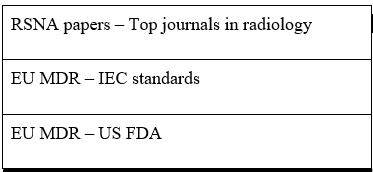 RSNA papers – Top journals in radiology
EU MDR – IEC standards
EU MDR – US FDA